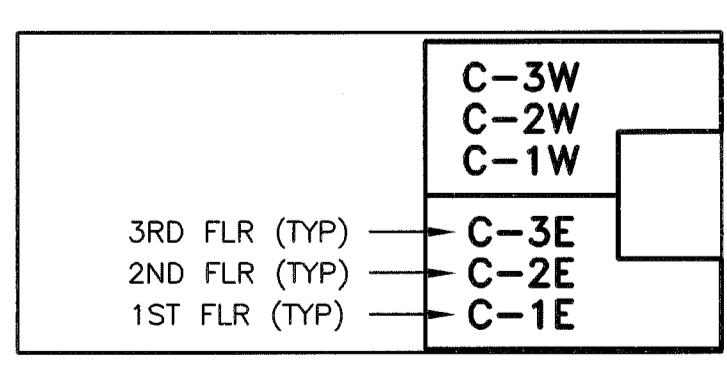 C-3W
C-2W
C-1W
3RD FLR (TYP) C-3E
2ND FLR (TYP) C-2E
1ST FLR (TYP) C-1E